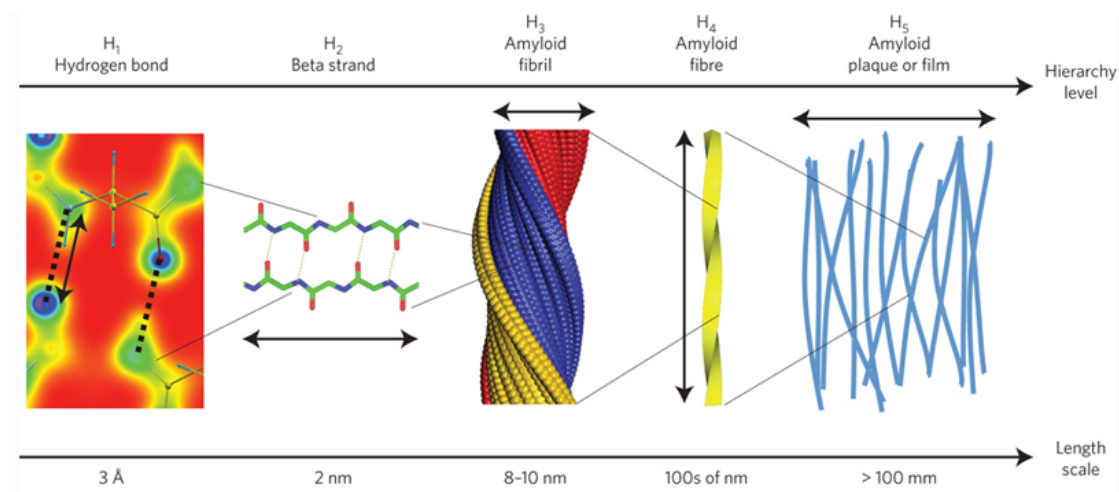 H₁
Hydrogen bond
H₂
Beta strand
H₃
Amyloid
fibril
H₄
Amyloid
fibre
H₅
Amyloid
plaque or film
Hierarchy
level
3 Å
2 nm
8–10 nm
100s of nm
> 100 mm
Length
scale